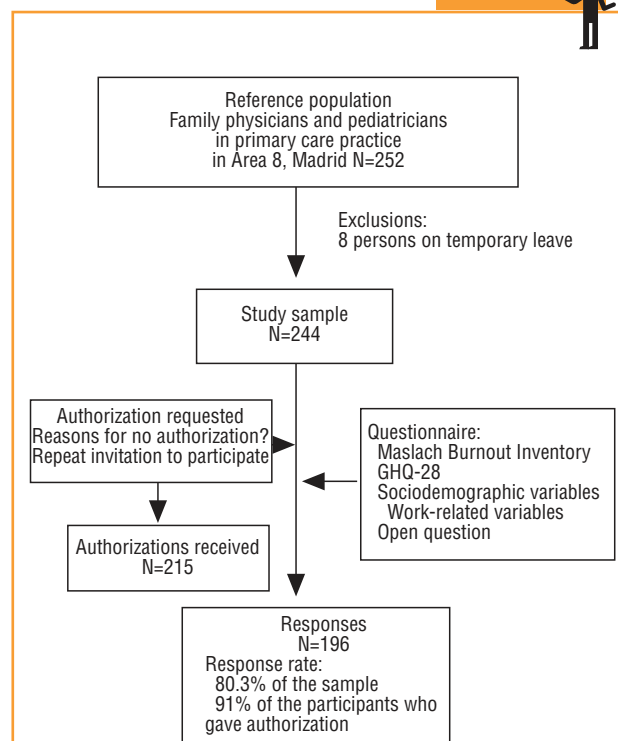 Reference population
Family physicians and pediatricians
in primary care practice
in Area 8, Madrid N=252
Exclusions:
8 persons on temporary leave
Study sample
N=244
Authorization requested
Reasons for no authorization?
Repeat invitation to participate
Questionnaire:
Maslach Burnout Inventory
GHQ-28
Sociodemographic variables
Work-related variables
Open question
Authorizations received
N=215
Responses
N=196
Response rate:
80.3% of the sample
91% of the participants who
gave authorization